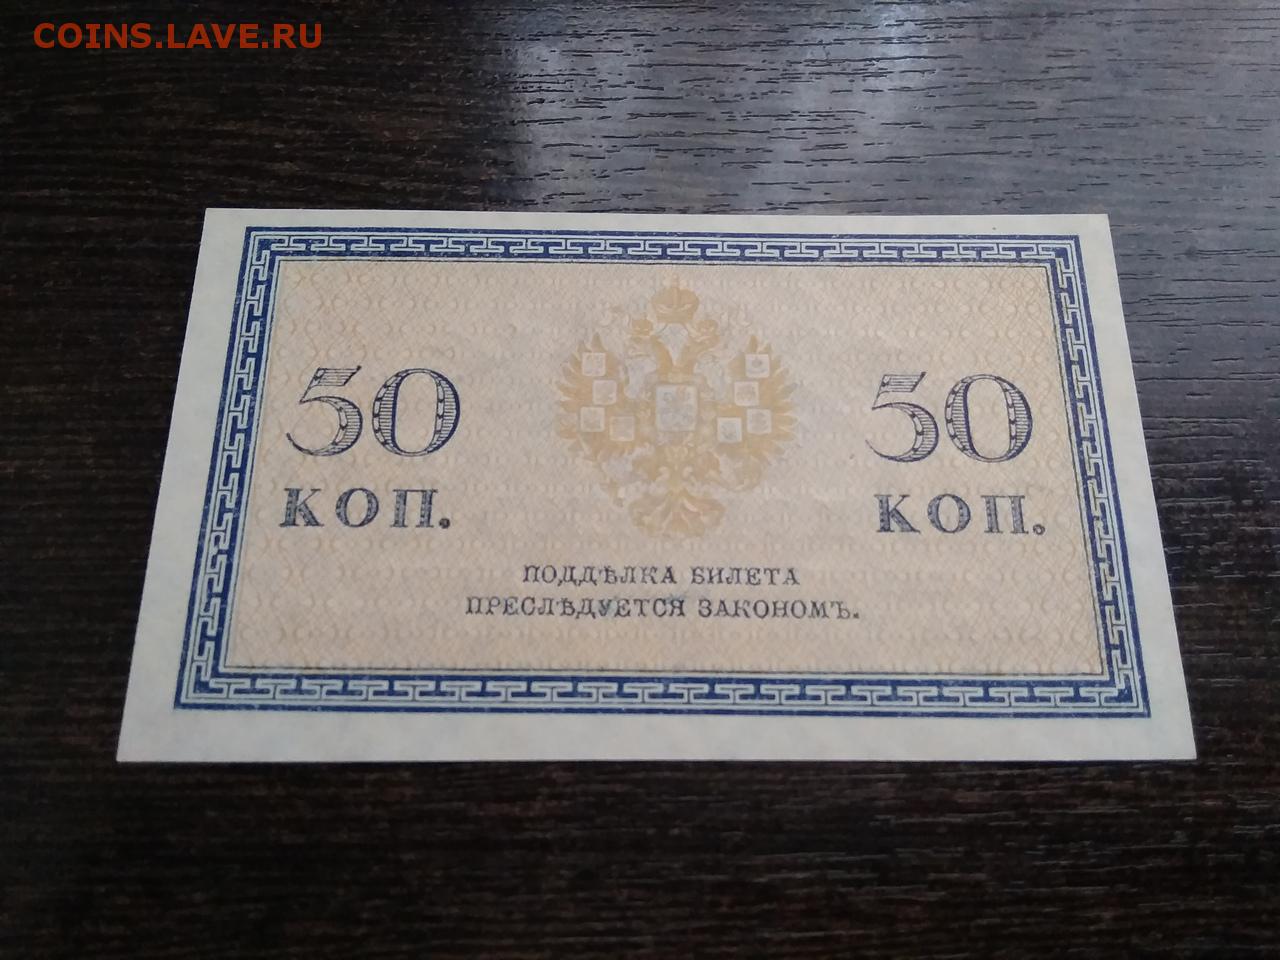 COINS.LAVE.RU
50 50
КОП. КОП.
ПОДДѢЛКА БИЛЕТА
ПРЕСЛѢДУЕТСЯ ЗАКОНОМЪ.